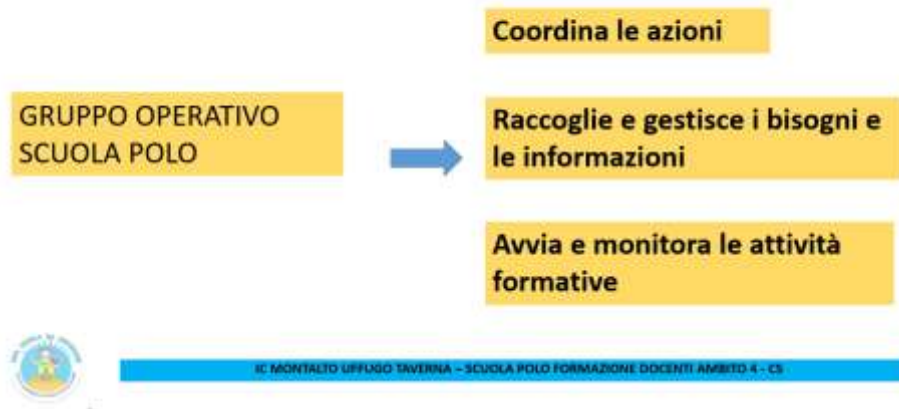 Coordina le azioni
GRUPPO OPERATIVO
SCUOLA POLO
Raccoglie e gestisce i bisogni e
le informazioni
Avvia e monitora le attività
formative
IC MONTALTO UFFUGO TAVERNA – SCUOLA POLO FORMAZIONE DOCENTI AMBITO 4 - CS